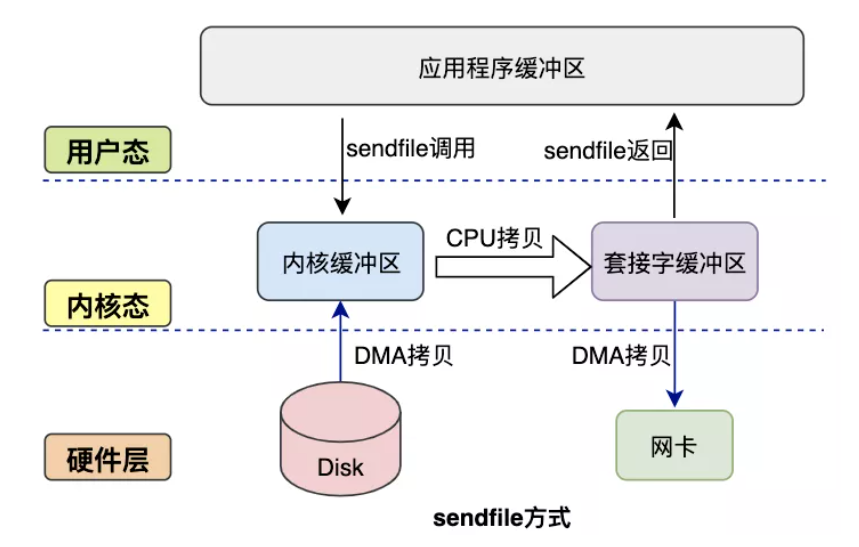 应用程序缓冲区
用户态
sendfile调用
sendfile返回
内核缓冲区
CPU拷贝
套接字缓冲区
内核态
DMA拷贝
DMA拷贝
硬件层
Disk
网卡
sendfile方式